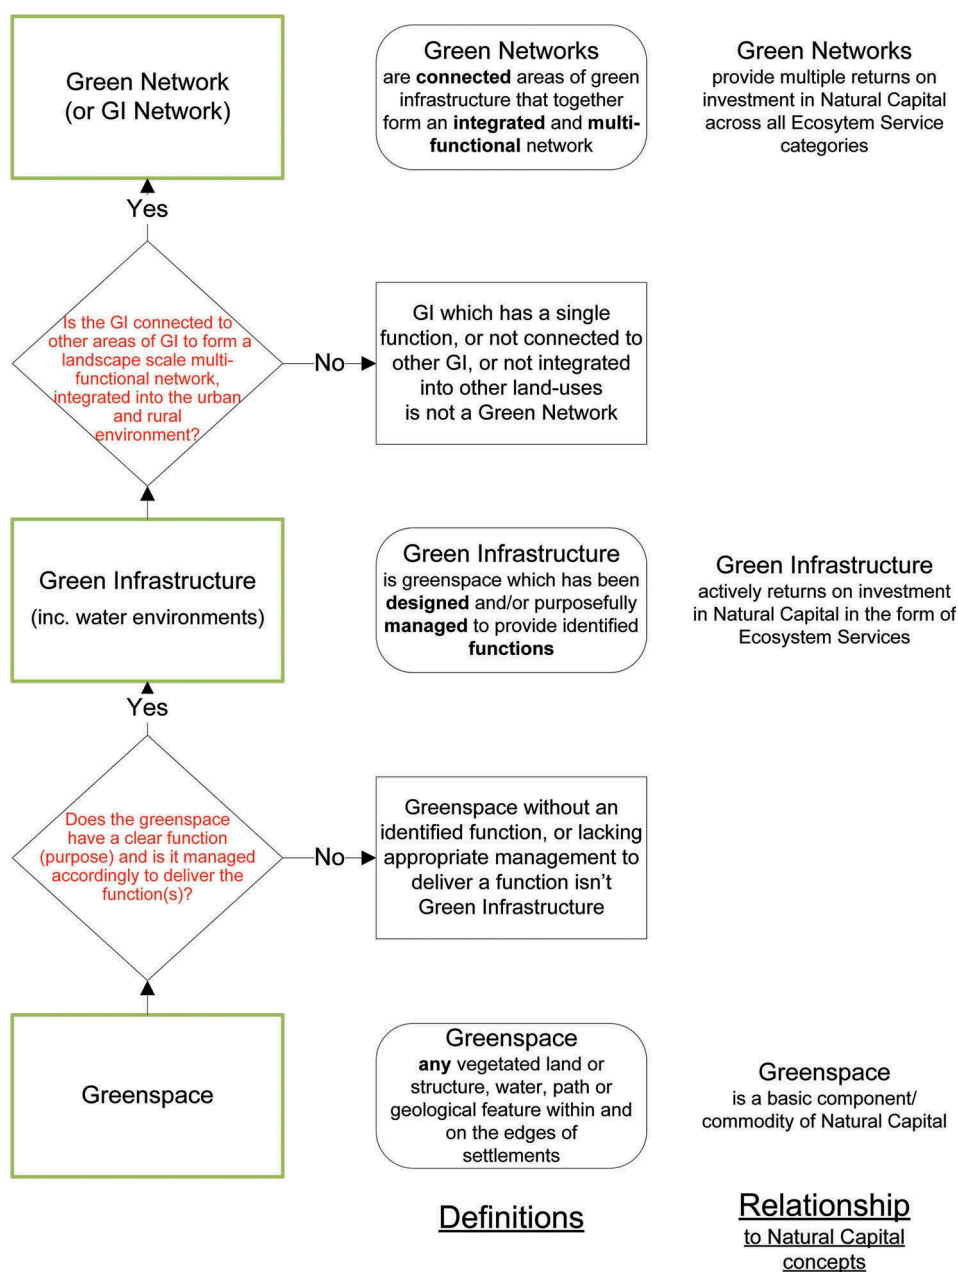 Green Network
(or GI Network)
Green Networks
are connected areas of green
infrastructure that together
form an integrated and multi-
functional network
Green Networks
provide multiple returns on
investment in Natural Capital
across all Ecosytem Service
categories
Yes
Is the GI connected to
other areas of GI to form a
landscape scale multi-
functional network,
integrated into the urban
and rural
environment?
No
GI which has a single
function, or not connected to
other GI, or not integrated
into other land-uses
is not a Green Network
Green Infrastructure
(inc. water environments)
Green Infrastructure
is greenspace which has been
designed and/or purposefully
managed to provide identified
functions
Green Infrastructure
actively returns on investment
in Natural Capital in the form of
Ecosystem Services
Yes
Does the greenspace
have a clear function
(purpose) and is it managed
accordingly to deliver the
function(s)?
No
Greenspace without an
identified function, or lacking
appropriate management to
deliver a function isn’t
Green Infrastructure
Greenspace
Greenspace
any vegetated land or
structure, water, path or
geological feature within and
on the edges of
settlements
Greenspace
is a basic component/
commodity of Natural Capital
Definitions
Relationship
to Natural Capital
concepts